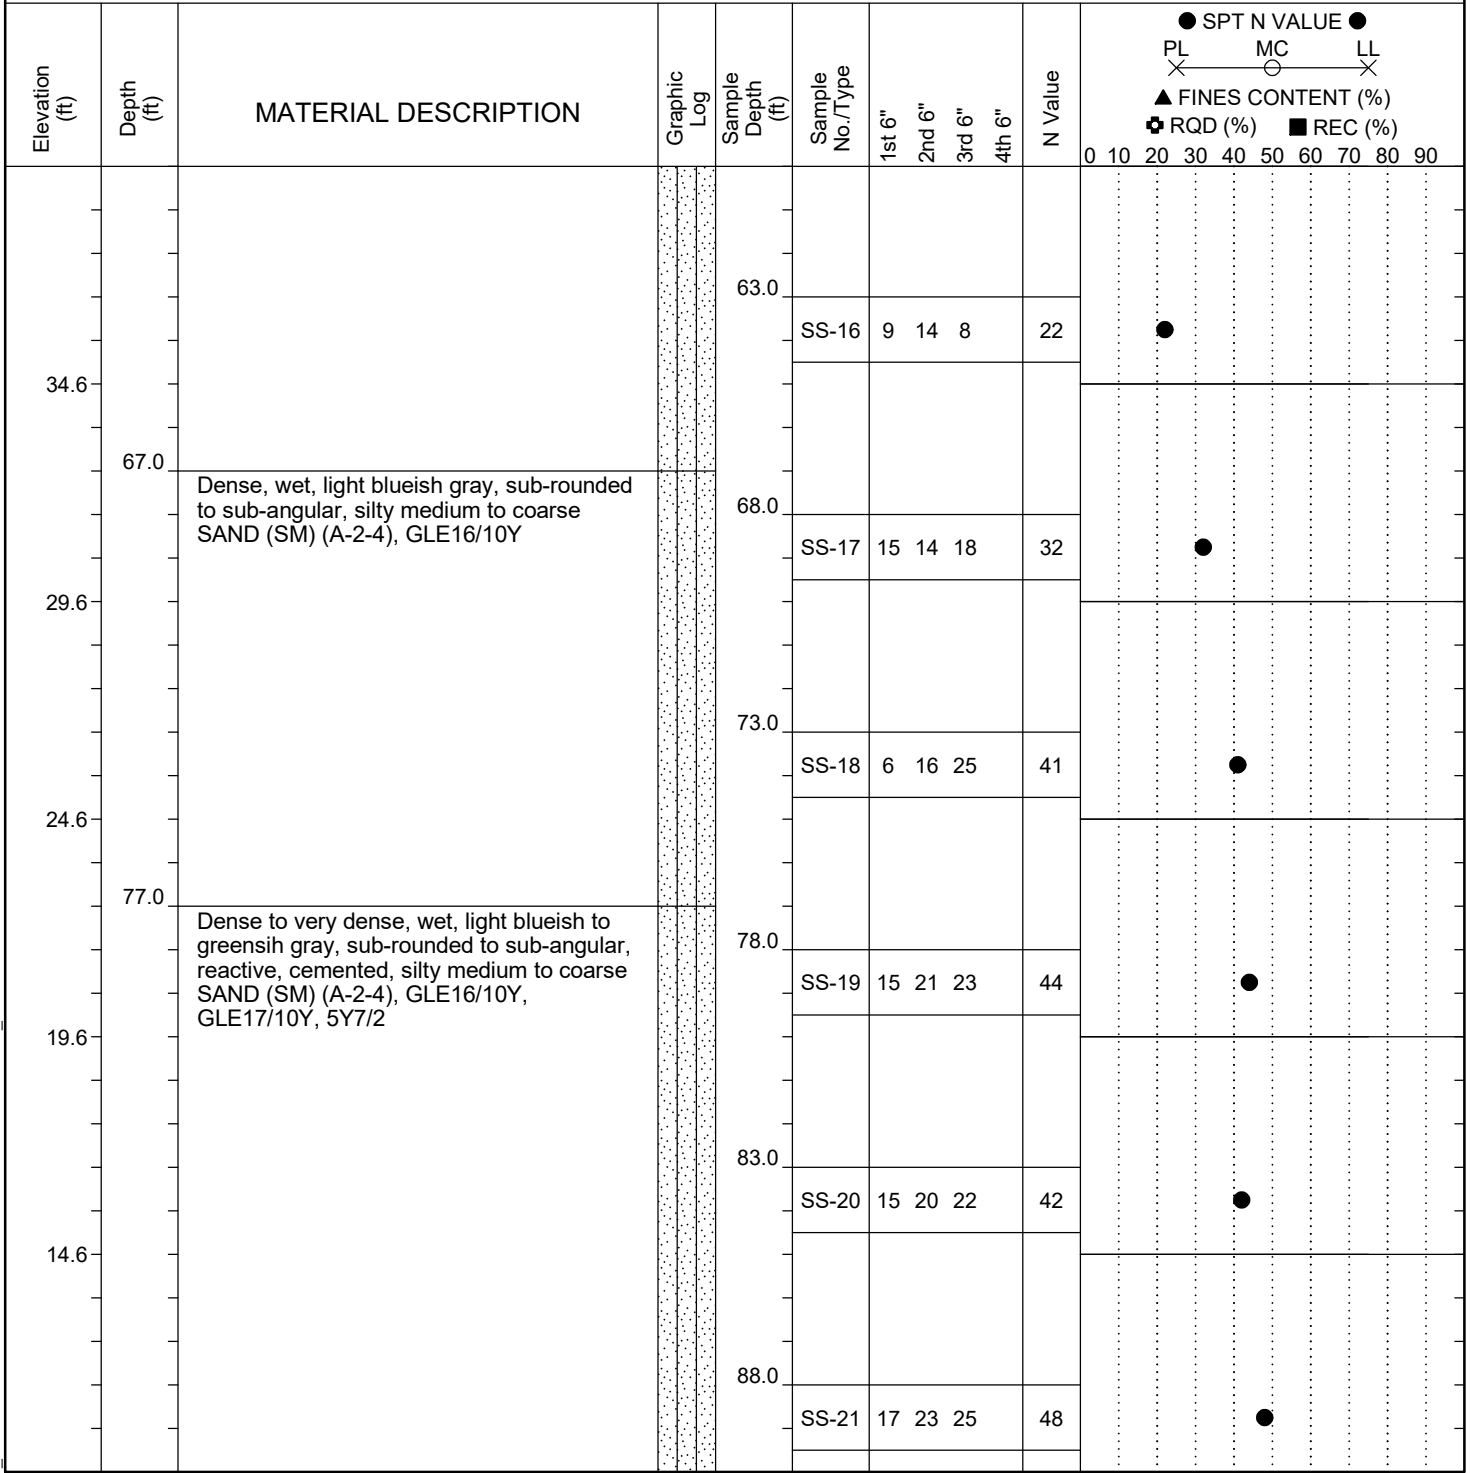 Elevation (ft)
Depth (ft)
MATERIAL DESCRIPTION
Graphic Log
Sample Depth (ft)
Sample No./Type
1st 6"
2nd 6"
3rd 6"
4th 6"
N Value
● SPT N VALUE ●
PL MC LL
▲ FINES CONTENT (%)
RQD (%) ■ REC (%)
0 10 20 30 40 50 60 70 80 90
63.0
SS-16 9 14 8 22
34.6
67.0
Dense, wet, light blueish gray, sub-rounded
to sub-angular, silty medium to coarse
SAND (SM) (A-2-4), GLE16/10Y
68.0
SS-17 15 14 18 32
29.6
73.0
SS-18 6 16 25 41
24.6
77.0
Dense to very dense, wet, light blueish to
greensih gray, sub-rounded to sub-angular,
reactive, cemented, silty medium to coarse
SAND (SM) (A-2-4), GLE16/10Y,
GLE17/10Y, 5Y7/2
78.0
SS-19 15 21 23 44
19.6
83.0
SS-20 15 20 22 42
14.6
88.0
SS-21 17 23 25 48